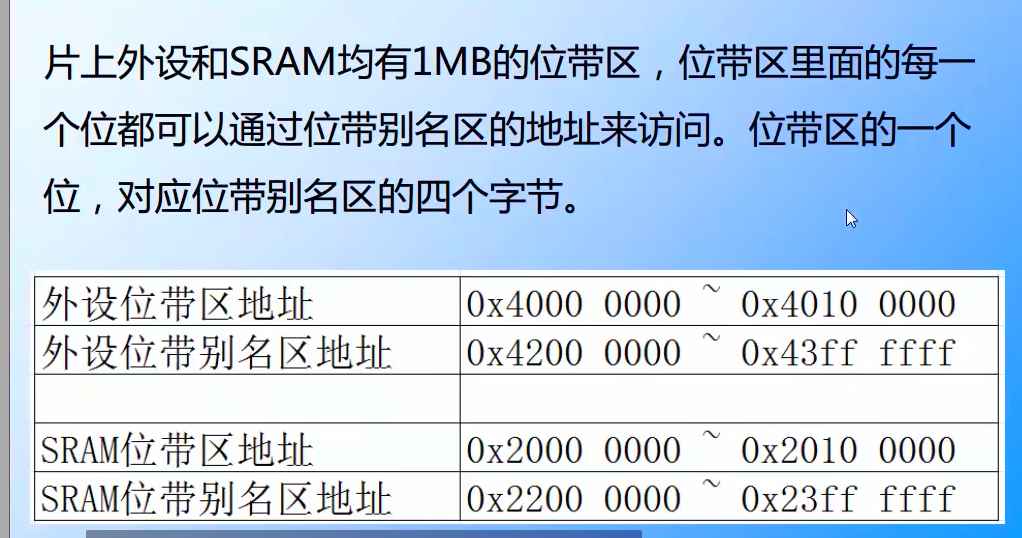 片上外设和SRAM均有1MB的位带区，位带区里面的每一
个位都可以通过位带别名区的地址来访问。位带区的一个
位，对应位带别名区的四个字节。
外设位带区地址 0x4000 0000 ~ 0x4010 0000
外设位带别名区地址 0x4200 0000 ~ 0x43ff ffff
SRAM位带区地址 0x2000 0000 ~ 0x2010 0000
SRAM位带别名区地址 0x2200 0000 ~ 0x23ff ffff